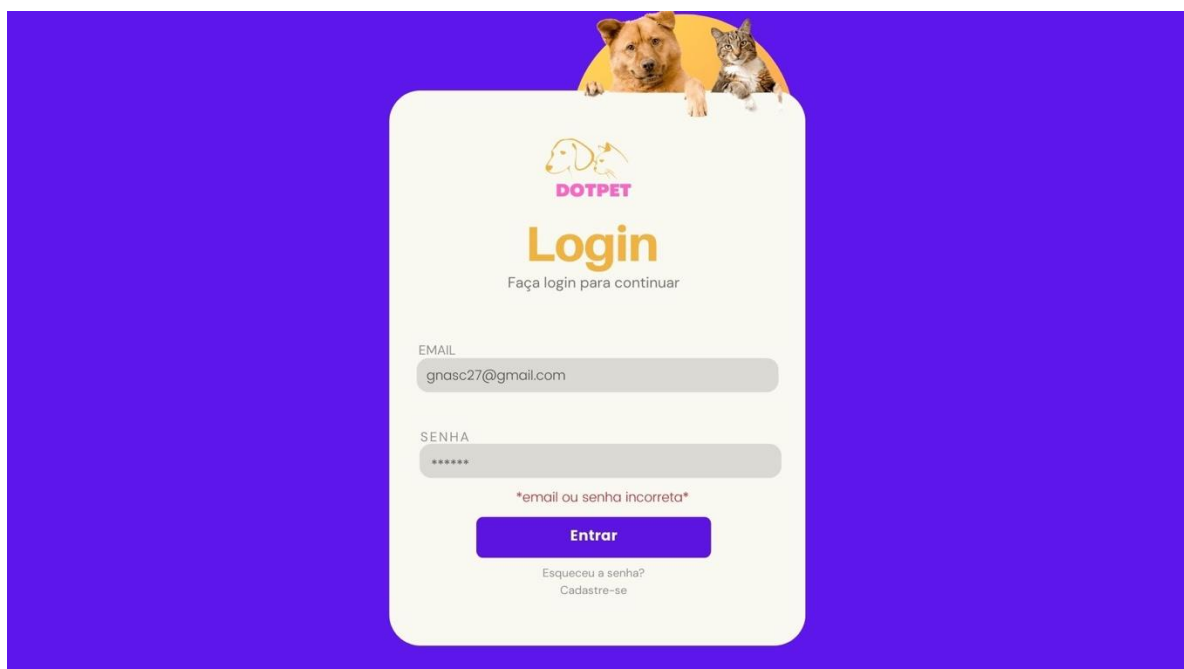 DOTPET
Login
Faça login para continuar
EMAIL
gnasc27@gmail.com
SENHA
******
*email ou senha incorreta*
Entrar
Esqueceu a senha?
Cadastre-se